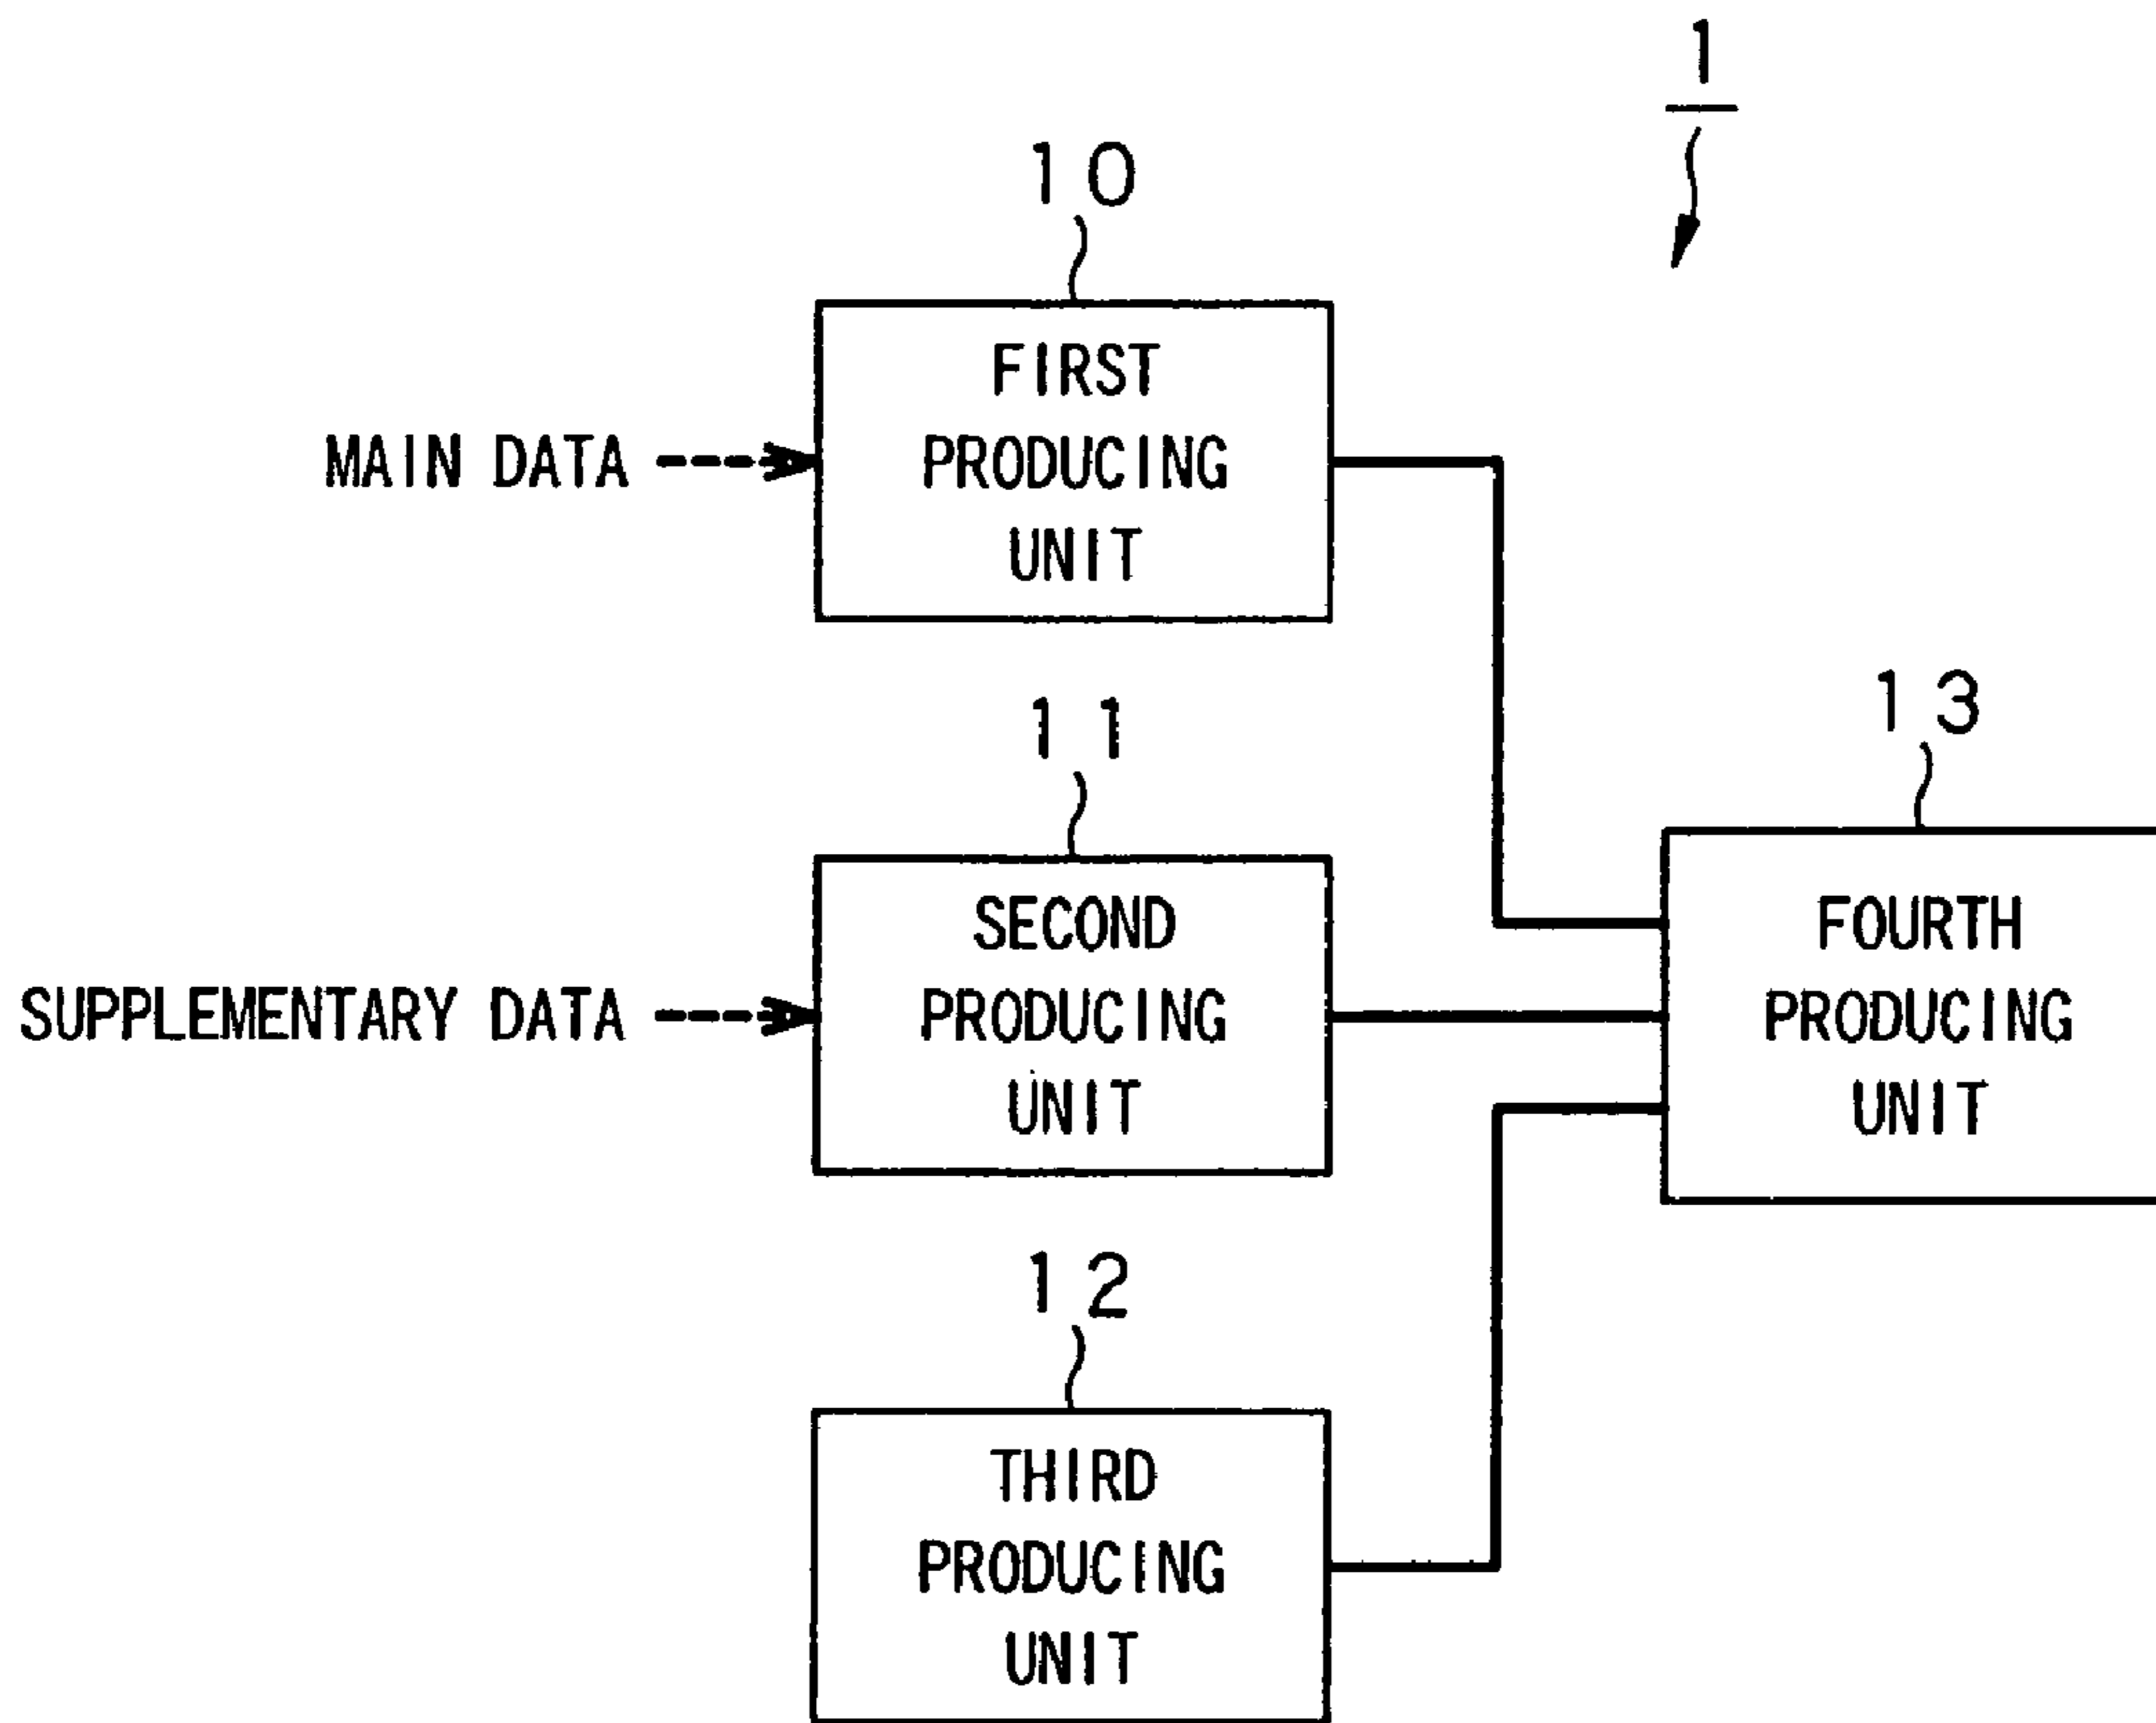 1
10
FIRST
PRODUCING
UNIT
MAIN DATA
11
SECOND
PRODUCING
UNIT
SUPPLEMENTARY DATA
13
FOURTH
PRODUCING
UNIT
12
THIRD
PRODUCING
UNIT